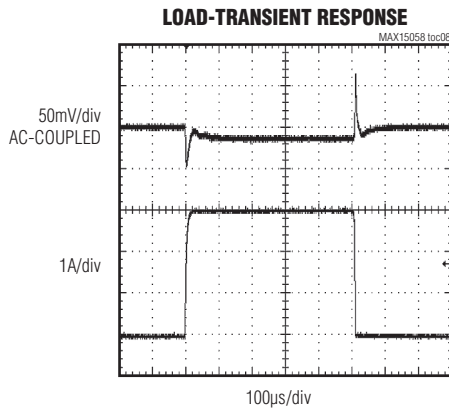 LOAD-TRANSIENT RESPONSE
MAX15058 toc08
50mV/div
AC-COUPLED
1A/div
100µs/div